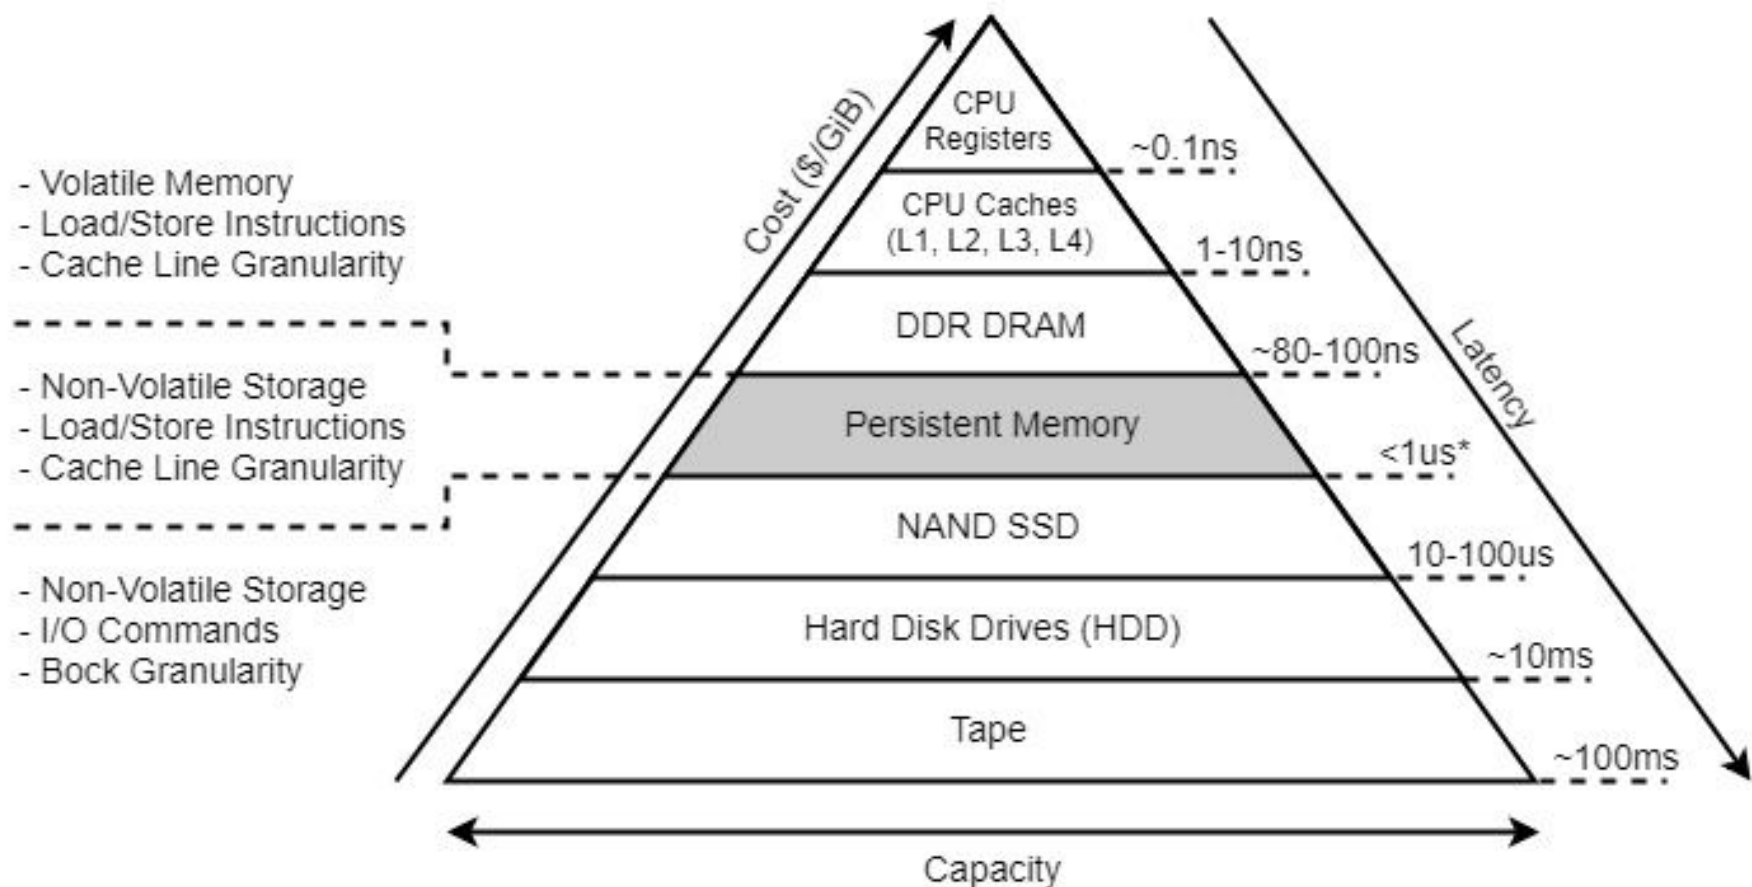 CPU
Registers
~0.1ns
CPU Caches
(L1, L2, L3, L4)
1-10ns
DDR DRAM
~80-100ns
Persistent Memory
<1us*
NAND SSD
10-100us
Hard Disk Drives (HDD)
~10ms
Tape
~100ms
Cost ($/GiB)
Latency
Capacity
- Volatile Memory
- Load/Store Instructions
- Cache Line Granularity
- Non-Volatile Storage
- Load/Store Instructions
- Cache Line Granularity
- Non-Volatile Storage
- I/O Commands
- Bock Granularity